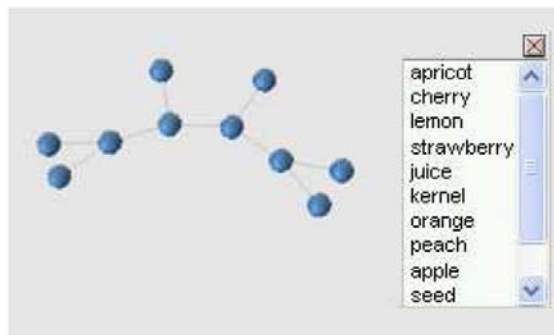 apricot
cherry
lemon
strawberry
juice
kernel
orange
peach
apple
seed